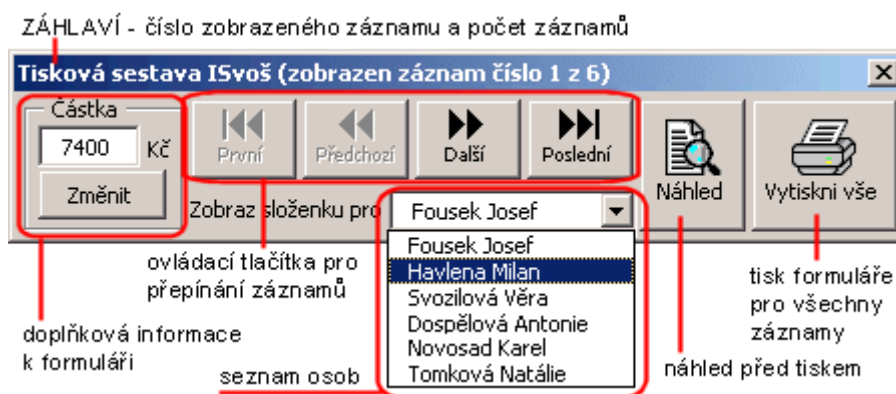 ZÁHLAVÍ - číslo zobrazeného záznamu a počet záznamů
Tisková sestava ISvoš (zobrazen záznam číslo 1 z 6)
Částka
7400 Kč
Změnit
První
Předchozí
Další
Poslední
Zobraz složenku pro
Fousek Josef
Náhled
Vytiskni vše
Fousek Josef
Havlena Milan
Svozilová Věra
Dospělová Antonie
Novosad Karel
Tomková Natálie
ovládací tlačítka pro
přepínání záznamů
doplňková informace
k formuláři
seznam osob
náhled před tiskem
tisk formuláře
pro všechny
záznamy